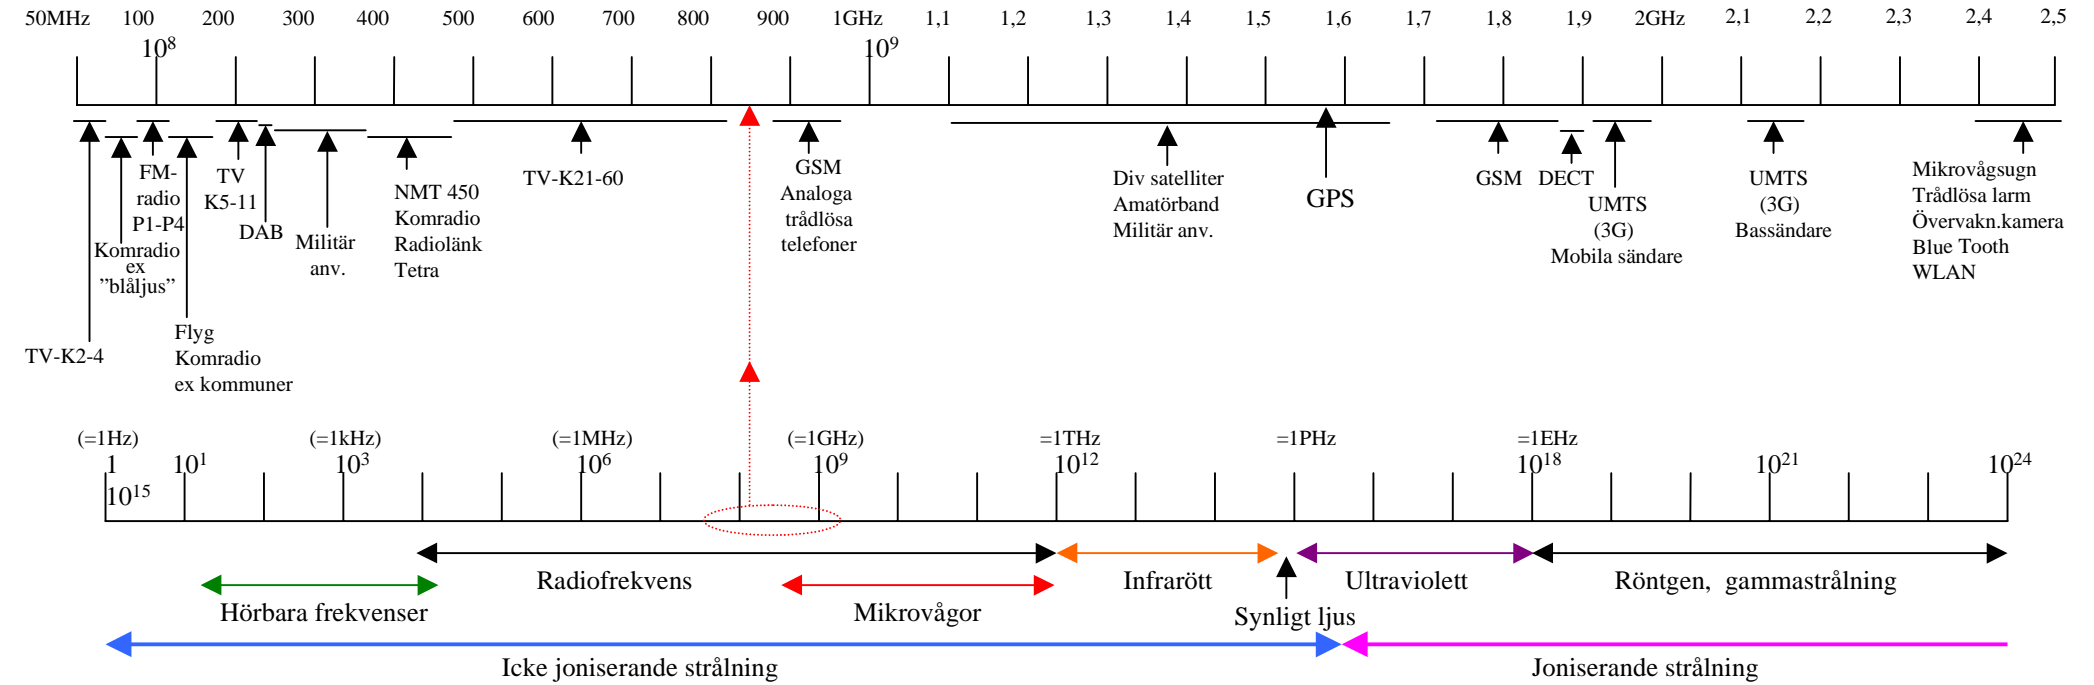 50MHz 100 200 300 400 500 600 700 800 900 1GHz 1,1 1,2 1,3 1,4 1,5 1,6 1,7 1,8 1,9 2GHz 2,1 2,2 2,3 2,4 2,5
10⁸ 10⁹
FM-
radio
P1-P4
TV
K5-11
DAB
Komradio
ex
”blåljus”
Militär
anv.
NMT 450
Komradio
Radiolänk
Tetra
TV-K21-60
GSM
Analoga
trådlösa
telefoner
Div satelliter
Amatörband
Militär anv.
GPS
GSM
DECT
UMTS
(3G)
Mobila sändare
UMTS
(3G)
Bassändare
Mikrovågsugn
Trådlösa larm
Övervakn.kamera
Blue Tooth
WLAN
TV-K2-4
Flyg
Komradio
ex kommuner
(=1Hz) (=1kHz) (=1MHz) (=1GHz) =1THz =1PHz =1EHz
1 10¹ 10³ 10⁶ 10⁹ 10¹² 10¹⁸ 10²¹ 10²⁴
10¹⁵
Radiofrekvens Infrarött Ultraviolett Röntgen, gammastrålning
Hörbara frekvenser Mikrovågor Synligt ljus
Icke joniserande strålning Joniserande strålning